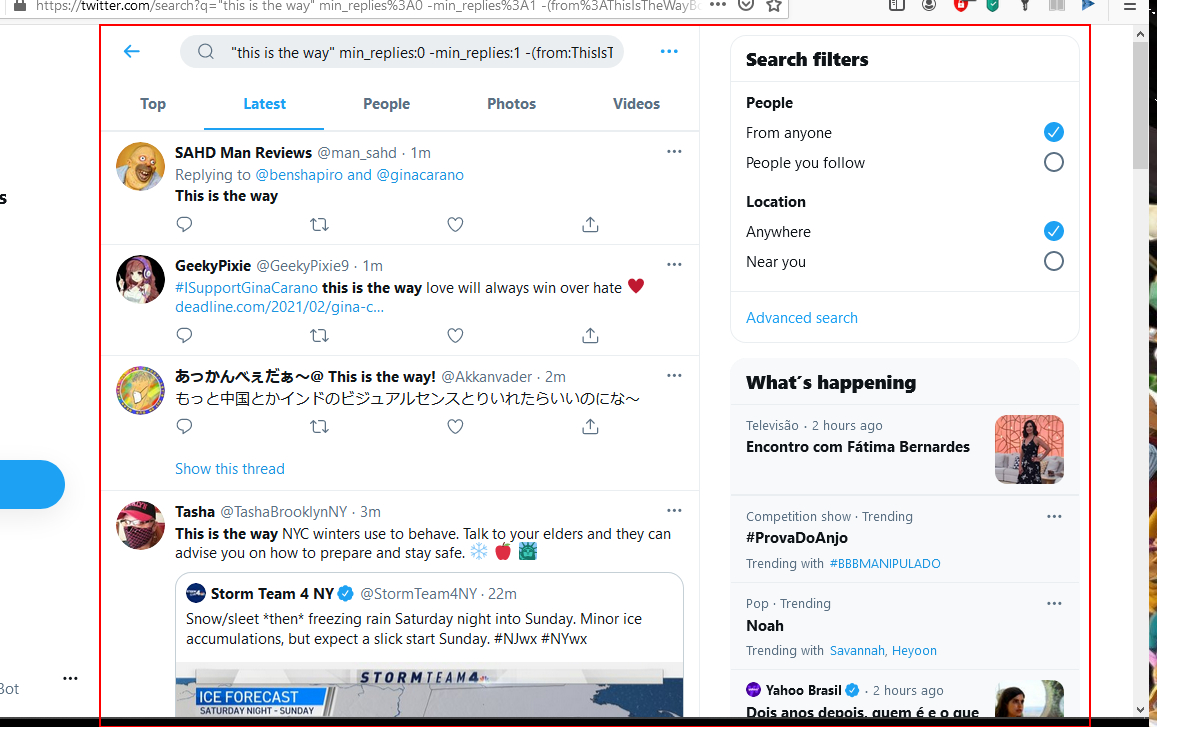 https://twitter.com/search?q="this is the way" min_replies%3A0 -min_replies%3A1 -(from%3AThisIsTheWayBo
"this is the way" min_replies:0 -min_replies:1 -(from:ThisIsT
Top Latest People Photos Videos
SAHD Man Reviews @man_sahd · 1m
Replying to @benshapiro and @ginacarano
This is the way
GeekyPixie @GeekyPixie9 · 1m
#ISupportGinaCarano this is the way love will always win over hate ♥
deadline.com/2021/02/gina-c...
あっかんべぇだぁ〜@ This is the way! @Akkanvader · 2m
もっと中国とかインドのビジュアルセンスとりいれたらいいのにな〜
Show this thread
Tasha @TashaBrooklynNY · 3m
This is the way NYC winters use to behave. Talk to your elders and they can
advise you on how to prepare and stay safe. ❄️ 🍎 🗽
Storm Team 4 NY @StormTeam4NY · 22m
Snow/sleet *then* freezing rain Saturday night into Sunday. Minor ice
accumulations, but expect a slick start Sunday. #NJwx #NYwx
STORMTEAM4
ICE FORECAST
SATURDAY NIGHT - SUNDAY
Search filters
People
From anyone
People you follow
Location
Anywhere
Near you
Advanced search
What´s happening
Televisão · 2 hours ago
Encontro com Fátima Bernardes
Competition show · Trending
#ProvaDoAnjo
Trending with #BBBMANIPULADO
Pop · Trending
Noah
Trending with Savannah, Heyoon
Yahoo Brasil · 2 hours ago
Dois anos depois, quem é e o que
s
Bot